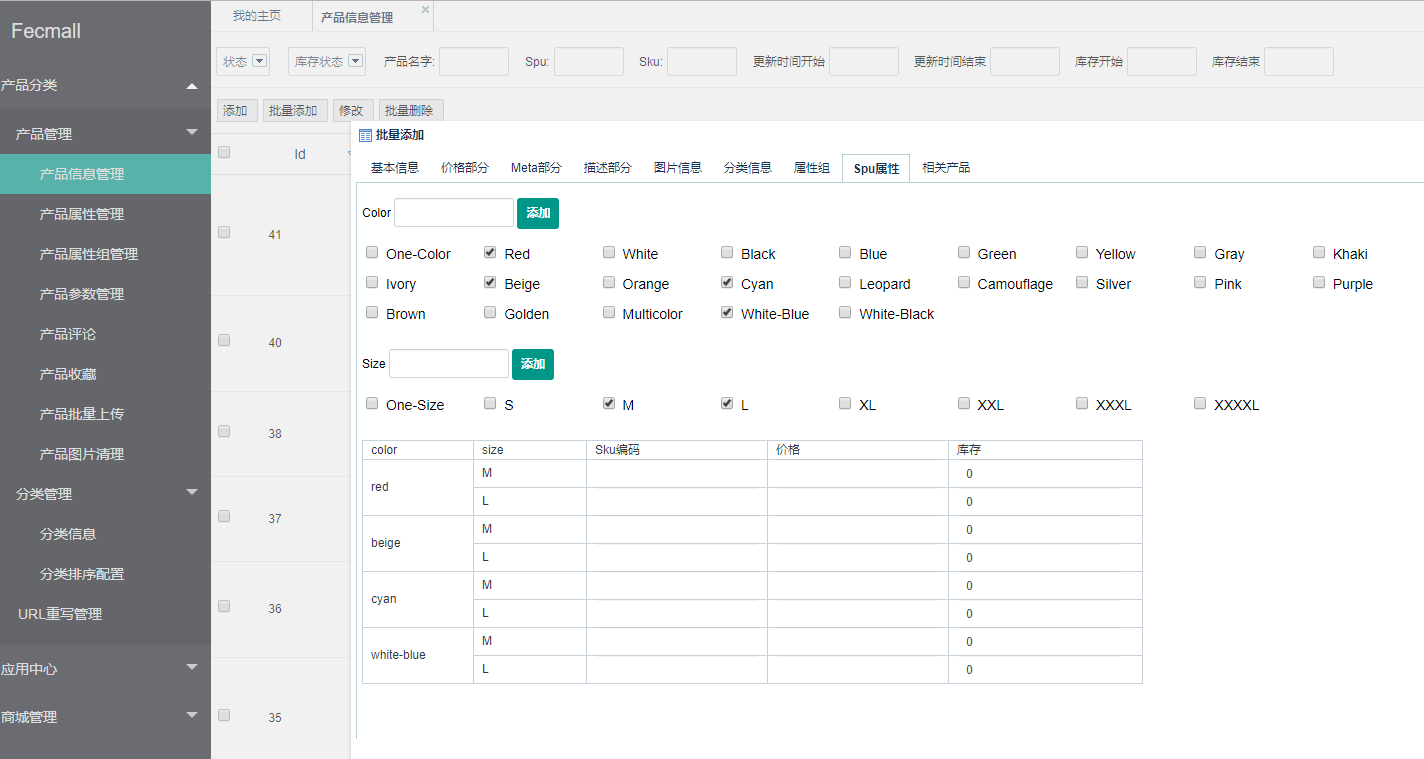 Fecmall
产品分类
产品管理
产品信息管理
产品属性管理
产品属性组管理
产品参数管理
产品评论
产品收藏
产品批量上传
产品图片清理
分类管理
分类信息
分类排序配置
URL重写管理
应用中心
商城管理
我的主页 产品信息管理 ×
状态 库存状态 产品名字: Spu: Sku: 更新时间开始 更新时间结束 库存开始 库存结束
添加 批量添加 修改 批量删除
Id
41
40
38
37
36
35
批量添加
基本信息 价格部分 Meta部分 描述部分 图片信息 分类信息 属性组 Spu属性 相关产品
Color 添加
One-Color Red White Black Blue Green Yellow Gray Khaki
Ivory Beige Orange Cyan Leopard Camouflage Silver Pink Purple
Brown Golden Multicolor White-Blue White-Black
Size 添加
One-Size S M L XL XXL XXXL XXXXL
color size Sku编码 价格 库存
red M 0
L 0
beige M 0
L 0
cyan M 0
L 0
white-blue M 0
L 0